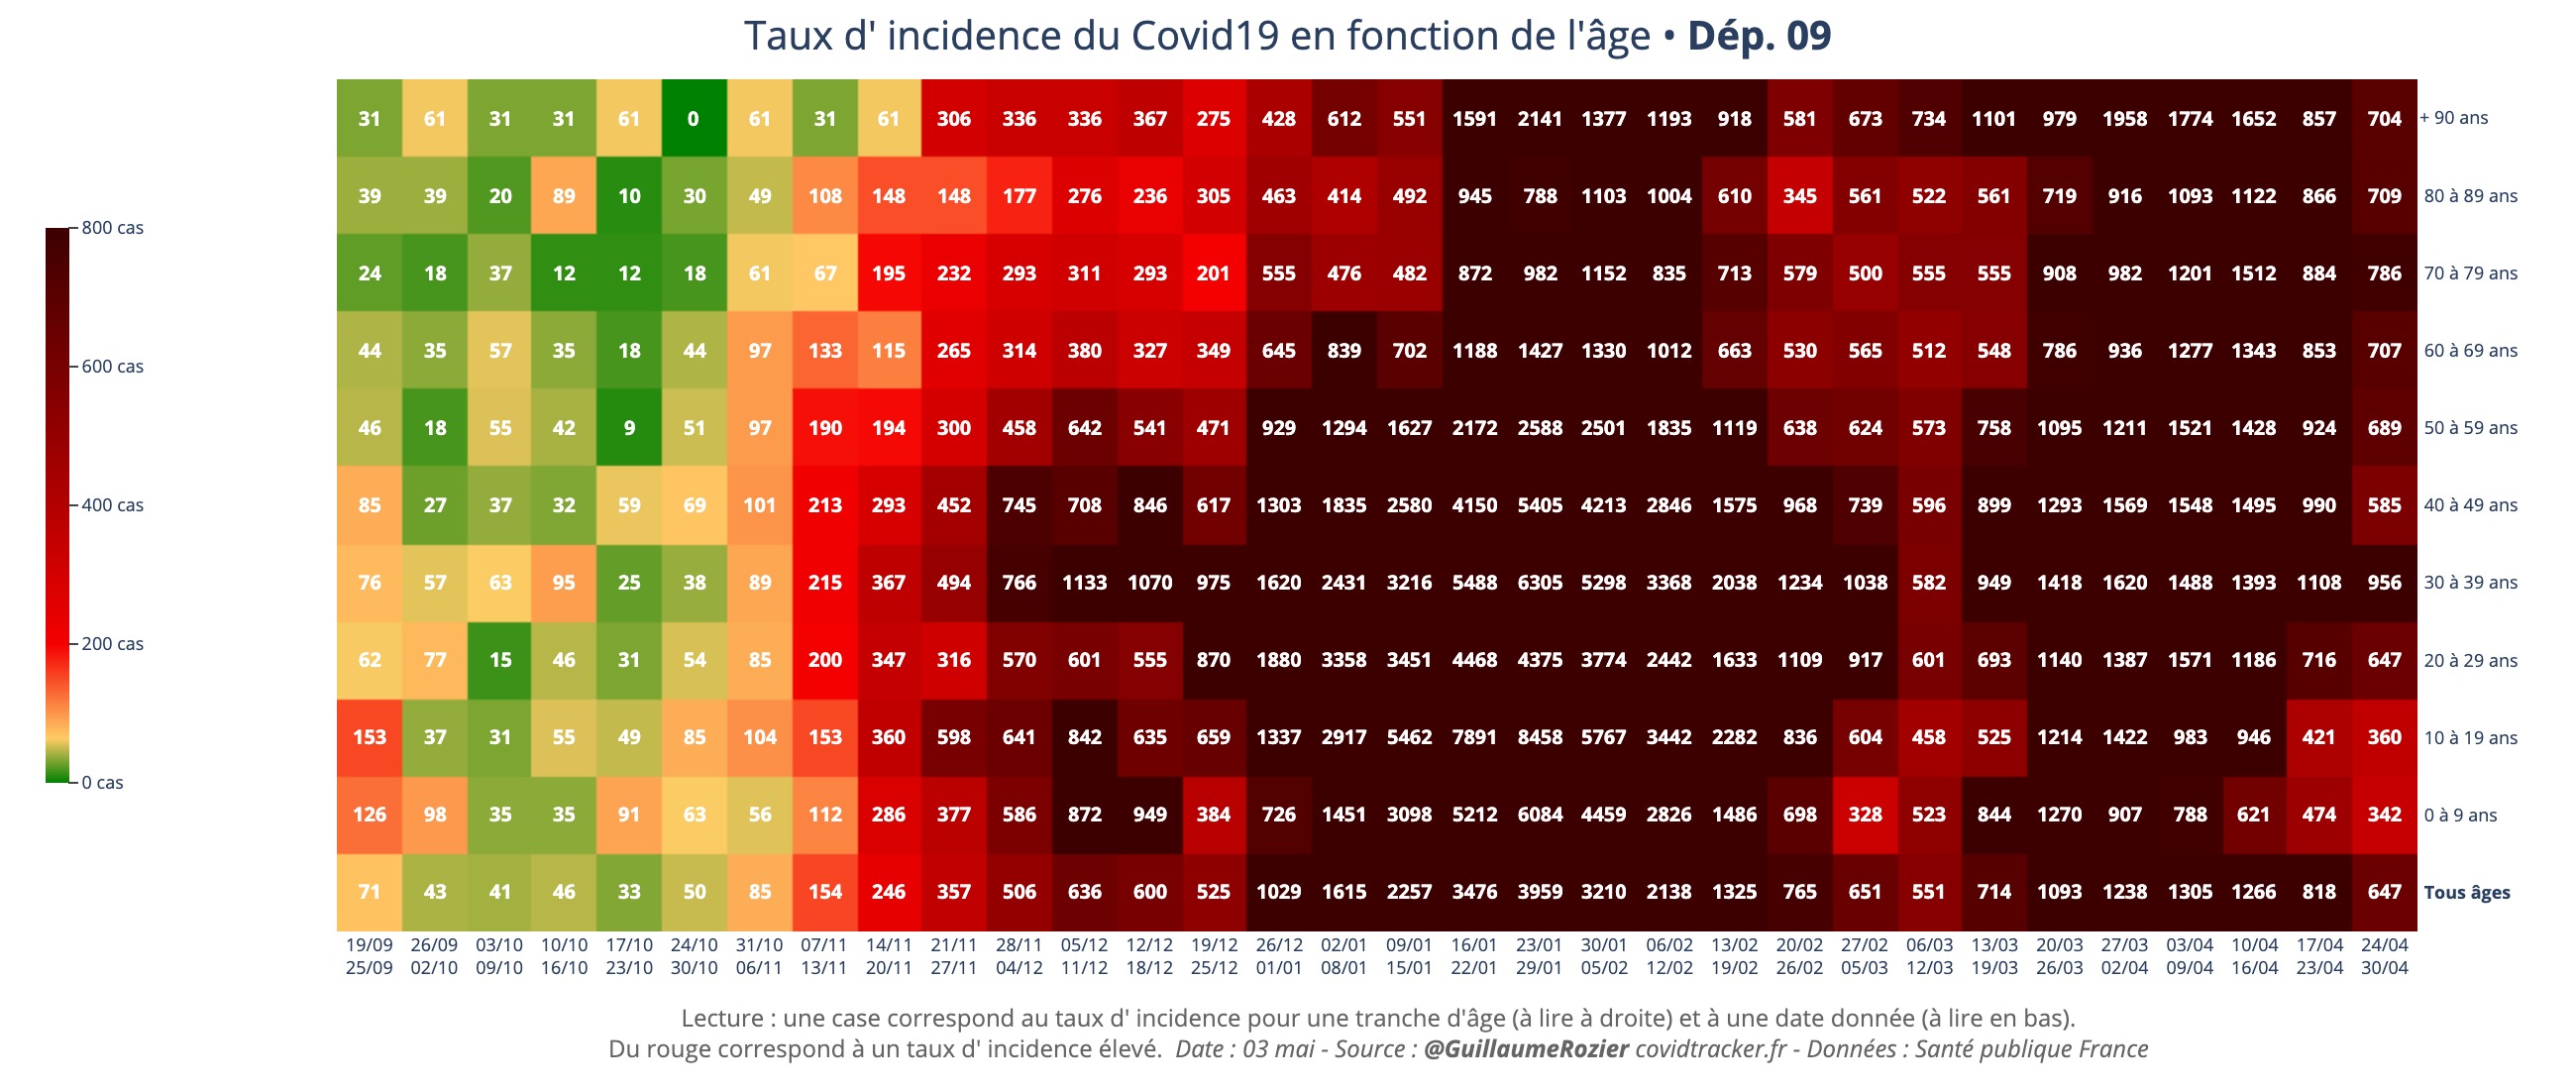 Taux d' incidence du Covid19 en fonction de l'âge • Dép. 09
800 cas
600 cas
400 cas
200 cas
0 cas
31 61 31 31 61 0 61 31 61 306 336 336 367 275 428 612 551 1591 2141 1377 1193 918 581 673 734 1101 979 1958 1774 1652 857 704 + 90 ans
39 39 20 89 10 30 49 108 148 148 177 276 236 305 463 414 492 945 788 1103 1004 610 345 561 522 561 719 916 1093 1122 866 709 80 à 89 ans
24 18 37 12 12 18 61 67 195 232 293 311 293 201 555 476 482 872 982 1152 835 713 579 500 555 555 908 982 1201 1512 884 786 70 à 79 ans
44 35 57 35 18 44 97 133 115 265 314 380 327 349 645 839 702 1188 1427 1330 1012 663 530 565 512 548 786 936 1277 1343 853 707 60 à 69 ans
46 18 55 42 9 51 97 190 194 300 458 642 541 471 929 1294 1627 2172 2588 2501 1835 1119 638 624 573 758 1095 1211 1521 1428 924 689 50 à 59 ans
85 27 37 32 59 69 101 213 293 452 745 708 846 617 1303 1835 2580 4150 5405 4213 2846 1575 968 739 596 899 1293 1569 1548 1495 990 585 40 à 49 ans
76 57 63 95 25 38 89 215 367 494 766 1133 1070 975 1620 2431 3216 5488 6305 5298 3368 2038 1234 1038 582 949 1418 1620 1488 1393 1108 956 30 à 39 ans
62 77 15 46 31 54 85 200 347 316 570 601 555 870 1880 3358 3451 4468 4375 3774 2442 1633 1109 917 601 693 1140 1387 1571 1186 716 647 20 à 29 ans
153 37 31 55 49 85 104 153 360 598 641 842 635 659 1337 2917 5462 7891 8458 5767 3442 2282 836 604 458 525 1214 1422 983 946 421 360 10 à 19 ans
126 98 35 35 91 63 56 112 286 377 586 872 949 384 726 1451 3098 5212 6084 4459 2826 1486 698 328 523 844 1270 907 788 621 474 342 0 à 9 ans
71 43 41 46 33 50 85 154 246 357 506 636 600 525 1029 1615 2257 3476 3959 3210 2138 1325 765 651 551 714 1093 1238 1305 1266 818 647 Tous âges
19/09 26/09 03/10 10/10 17/10 24/10 31/10 07/11 14/11 21/11 28/11 05/12 12/12 19/12 26/12 02/01 09/01 16/01 23/01 30/01 06/02 13/02 20/02 27/02 06/03 13/03 20/03 27/03 03/04 10/04 17/04 24/04
25/09 02/10 09/10 16/10 23/10 30/10 06/11 13/11 20/11 27/11 04/12 11/12 18/12 25/12 01/01 08/01 15/01 22/01 29/01 05/02 12/02 19/02 26/02 05/03 12/03 19/03 26/03 02/04 09/04 16/04 23/04 30/04
Lecture : une case correspond au taux d' incidence pour une tranche d'âge (à lire à droite) et à une date donnée (à lire en bas).
Du rouge correspond à un taux d' incidence élevé. Date : 03 mai - Source : @GuillaumeRozier covidtracker.fr - Données : Santé publique France